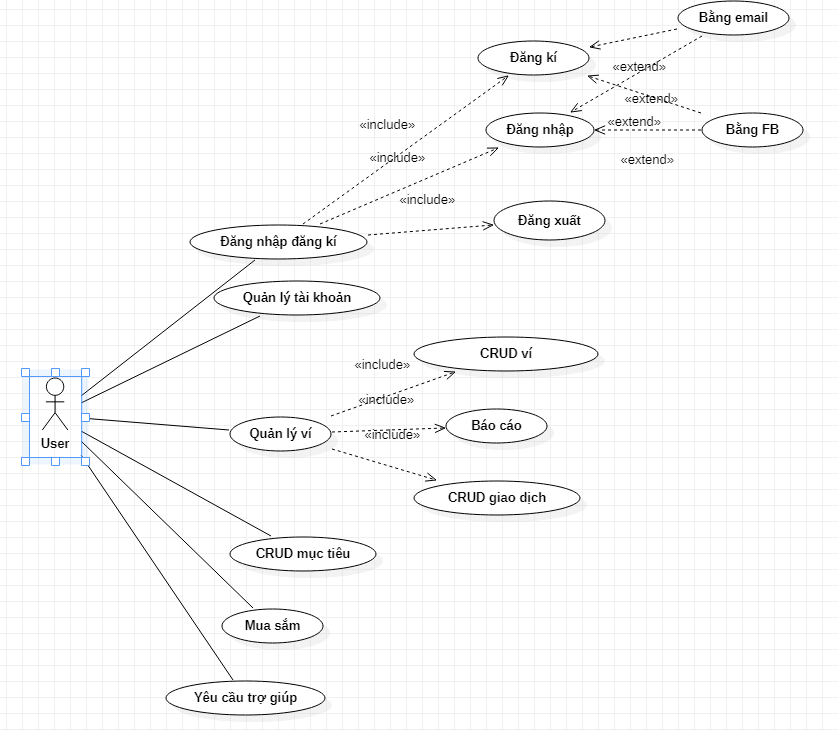 Bằng email
Đăng kí
«extend»
«extend»
«include»
«extend»
Đăng nhập
Bằng FB
«include»
«extend»
«include»
Đăng xuất
Đăng nhập đăng kí
Quản lý tài khoản
CRUD ví
«include»
«include»
Báo cáo
User
Quản lý ví
«include»
CRUD giao dịch
CRUD mục tiêu
Mua sắm
Yêu cầu trợ giúp